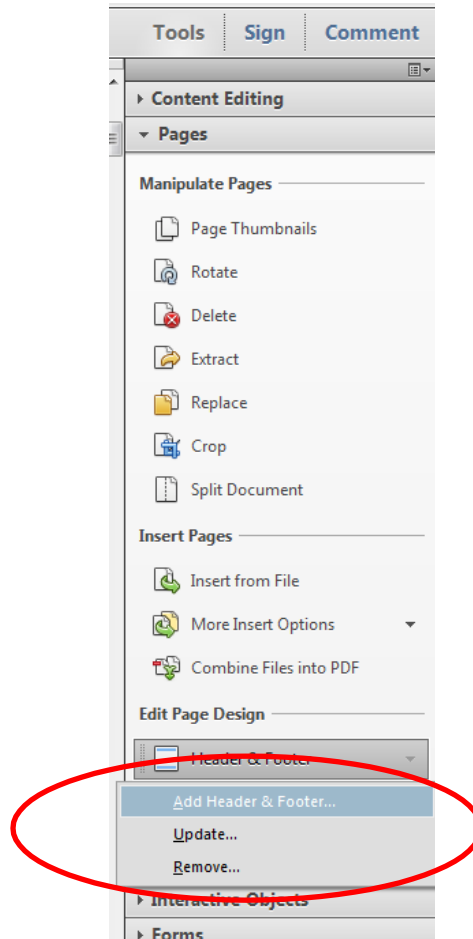 Tools Sign Comment
Content Editing
Pages
Manipulate Pages
Page Thumbnails
Rotate
Delete
Extract
Replace
Crop
Split Document
Insert Pages
Insert from File
More Insert Options
Combine Files into PDF
Edit Page Design
Header & Footer
Add Header & Footer...
Update...
Remove...
Interactive Objects
Forms